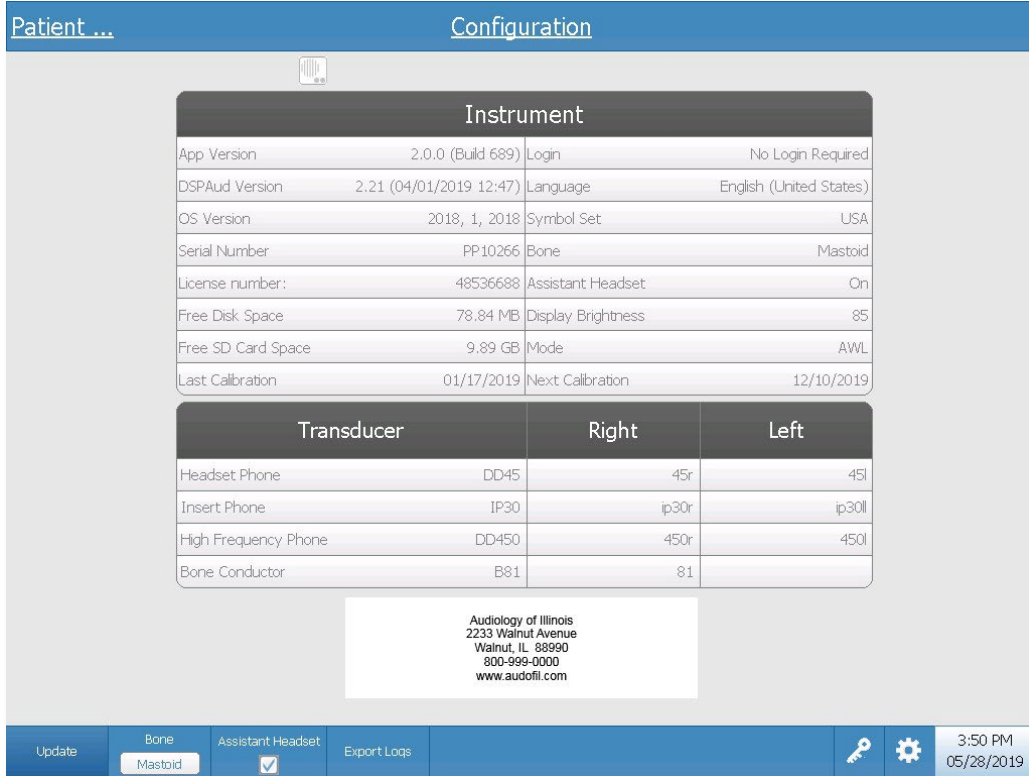 Patient ... Configuration
Instrument
App Version 2.0.0 (Build 689) Login No Login Required
DSPAud Version 2.21 (04/01/2019 12:47) Language English (United States)
OS Version 2018, 1, 2018 Symbol Set USA
Serial Number PP10266 Bone Mastoid
License number: 48536688 Assistant Headset On
Free Disk Space 78.84 MB Display Brightness 85
Free SD Card Space 9.89 GB Mode AWL
Last Calibration 01/17/2019 Next Calibration 12/10/2019
Transducer Right Left
Headset Phone DD45 45r 45l
Insert Phone IP30 ip30r ip30ll
High Frequency Phone DD450 450r 450l
Bone Conductor B81 81
Audiology of Illinois
2233 Walnut Avenue
Walnut, IL 88990
800-999-0000
www.audofil.com
Update Bone Mastoid Assistant Headset Export Logs 3:50 PM
05/28/2019